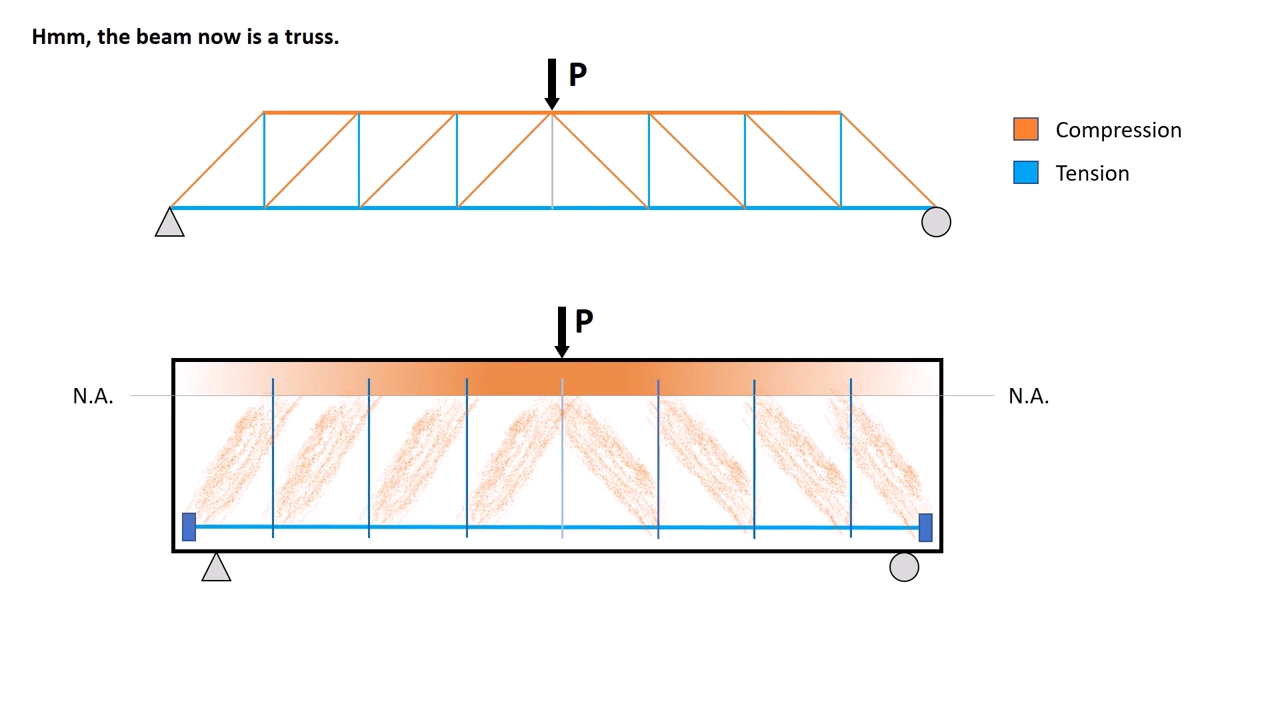 Hmm, the beam now is a truss.
P
Compression
Tension
P
N.A.
N.A.